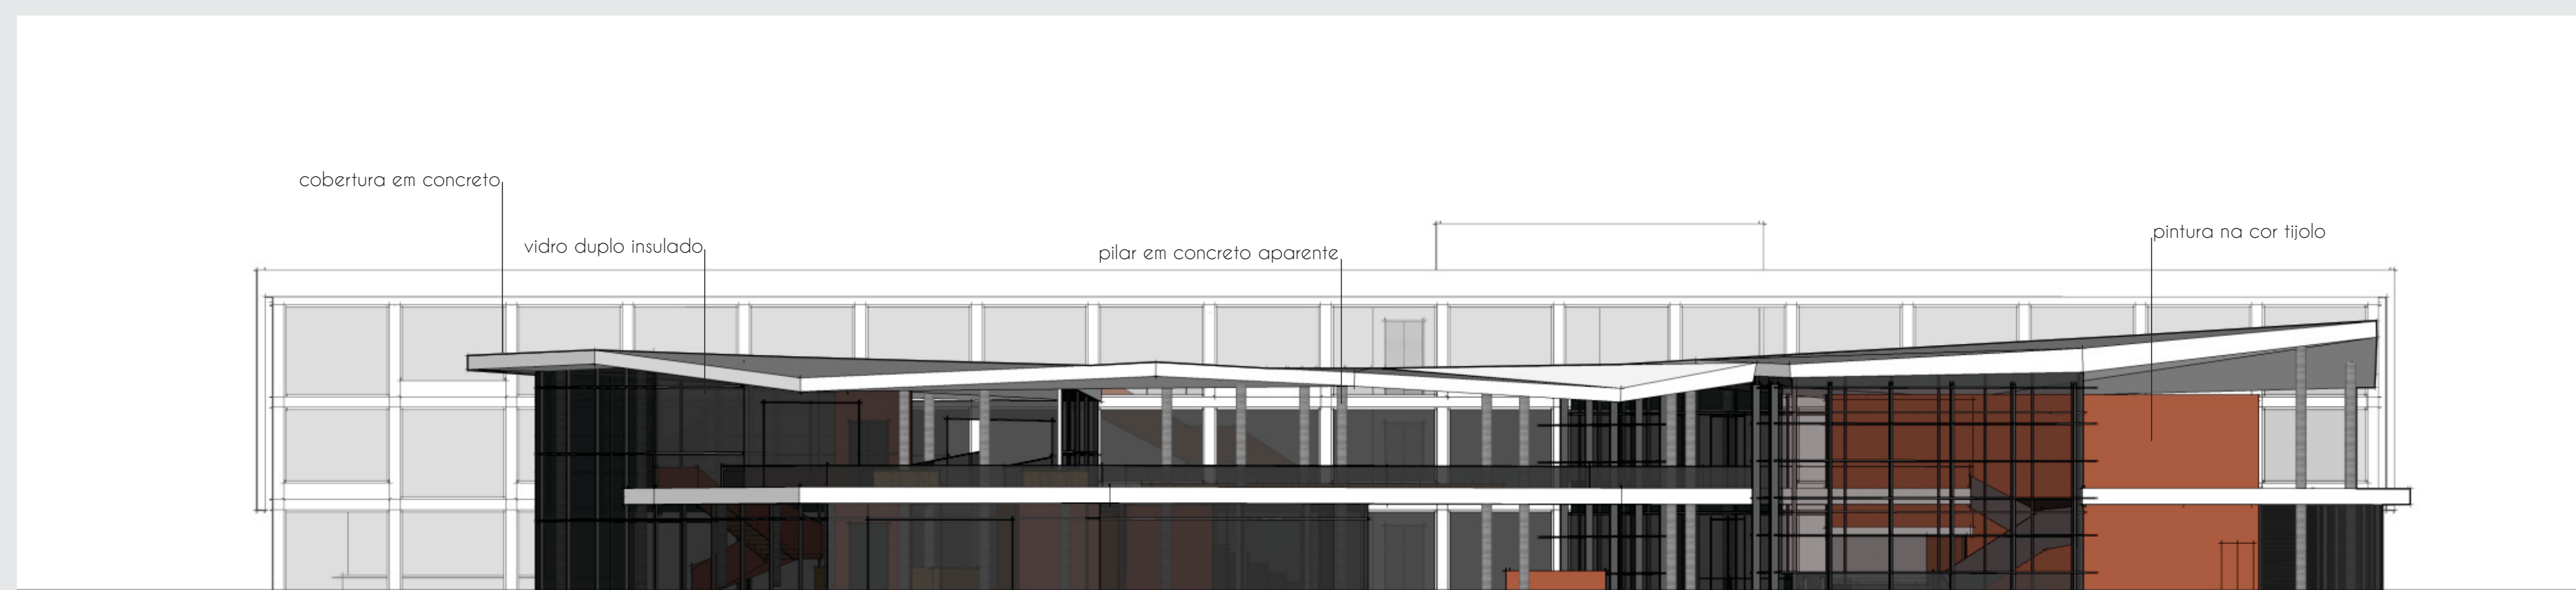 cobertura em concreto
vidro duplo insulado
pilar em concreto aparente
pintura na cor tijolo